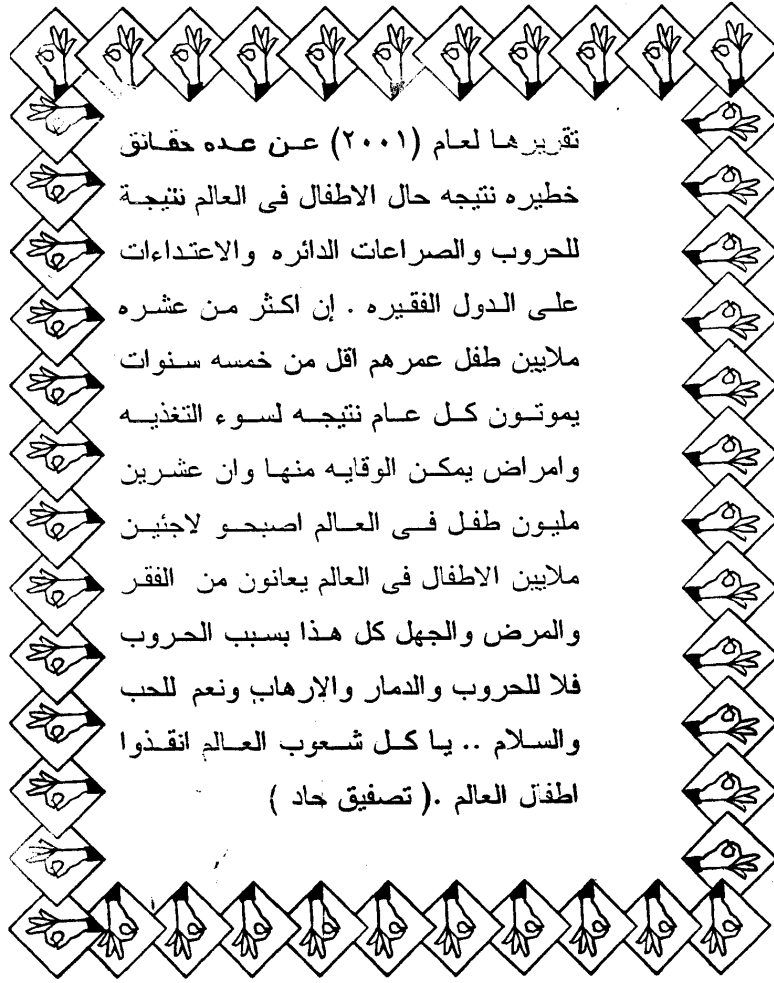 تقريرها لعام (٢٠٠١) عن عده حقائق
خطيره نتيجه حال الاطفال فى العالم نتيجة
للحروب والصراعات الدائره والاعتداءات
على الدول الفقيره . إن اكثر من عشره
ملايين طفل عمرهم اقل من خمسه سنوات
يموتون كل عام نتيجه لسوء التغذيه
وامراض يمكن الوقايه منها وان عشرين
مليون طفل فى العالم اصبحو لاجئين
ملايين الاطفال فى العالم يعانون من الفقر
والمرض والجهل كل هذا بسبب الحروب
فلا للحروب والدمار والارهاب ونعم للحب
والسلام .. يا كل شعوب العالم انقذوا
اطفال العالم .( تصفيق حاد )